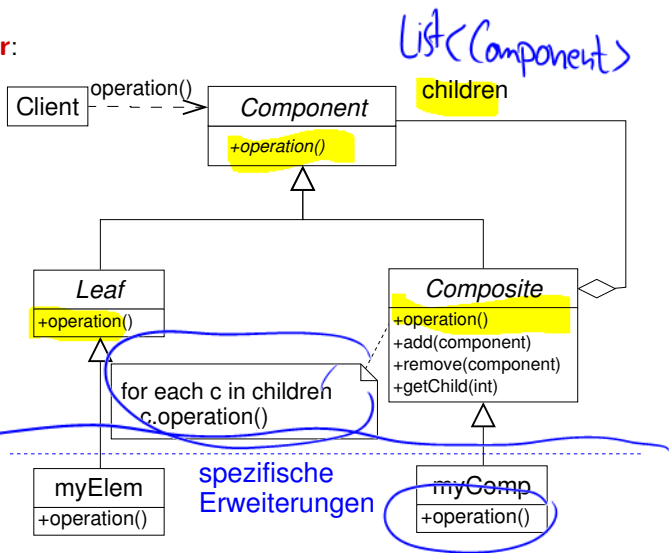 r:
List<Component>
operation()
children
Client
Component
+operation()
Leaf
+operation()
Composite
+operation()
+add(component)
+remove(component)
+getChild(int)
for each c in children
c.operation()
spezifische
Erweiterungen
myElem
+operation()
myComp
+operation()